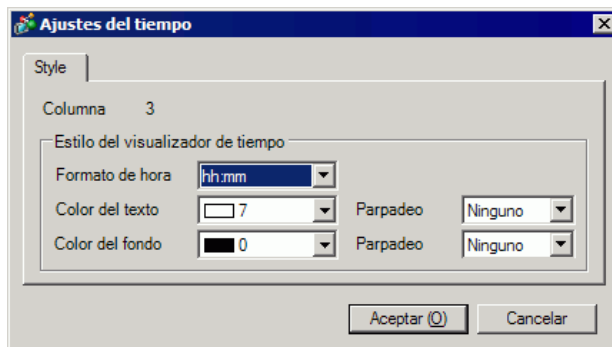 Ajustes del tiempo
Style
Columna 3
Estilo del visualizador de tiempo
Formato de hora hh:mm
Color del texto 7 Parpadeo Ninguno
Color del fondo 0 Parpadeo Ninguno
Aceptar (O) Cancelar